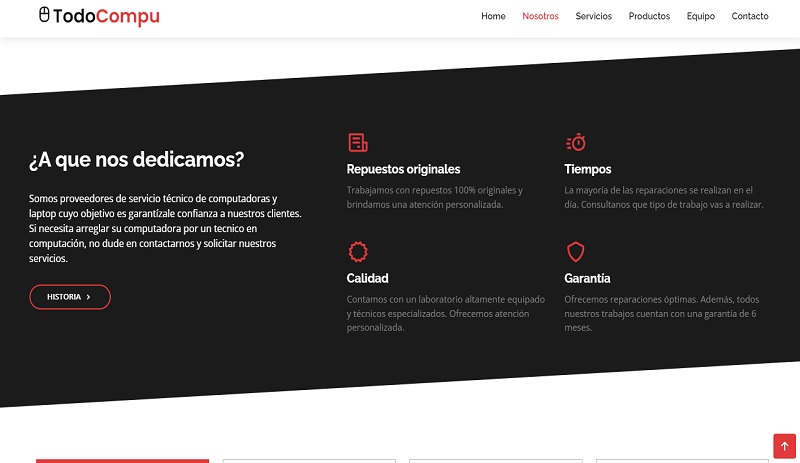 TodoCompu
Home
Nosotros
Servicios
Productos
Equipo
Contacto
¿A que nos dedicamos?
Somos proveedores de servicio técnico de computadoras y
laptop cuyo objetivo es garantízale confianza a nuestros clientes.
Si necesita arreglar su computadora por un tecnico en
computación, no dude en contactarnos y solicitar nuestros
servicios.
HISTORIA
Repuestos originales
Trabajamos con repuestos 100% originales y
brindamos una atención personalizada.
Tiempos
La mayoría de las reparaciones se realizan en el
día. Consultanos que tipo de trabajo vas a realizar.
Calidad
Contamos con un laboratorio altamente equipado
y técnicos especializados. Ofrecemos atención
personalizada.
Garantía
Ofrecemos reparaciones óptimas. Además, todos
nuestros trabajos cuentan con una garantía de 6
meses.